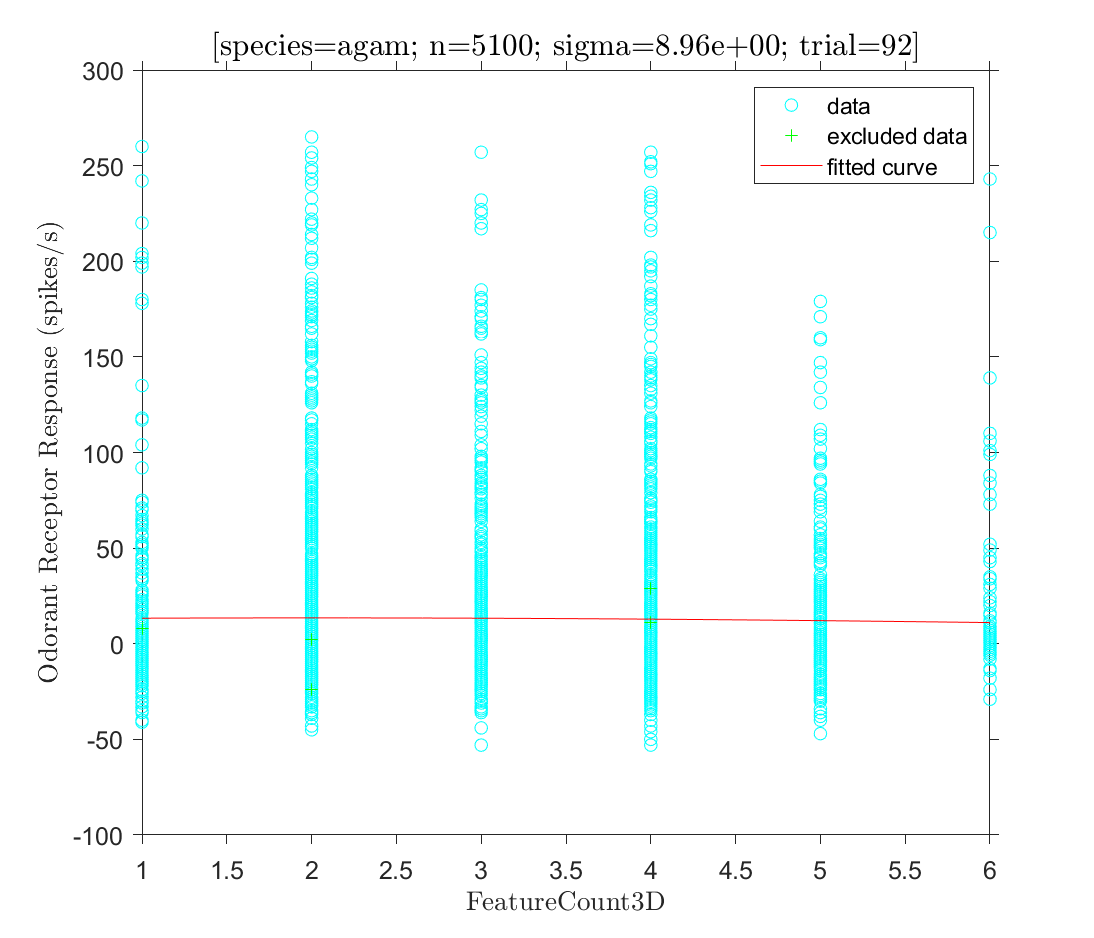 [species=agam; n=5100; sigma=8.96e+00; trial=92]
300
250
200
150
100
50
0
-50
-100
Odorant Receptor Response (spikes/s)
data
excluded data
fitted curve
1 1.5 2 2.5 3 3.5 4 4.5 5 5.5 6
FeatureCount3D